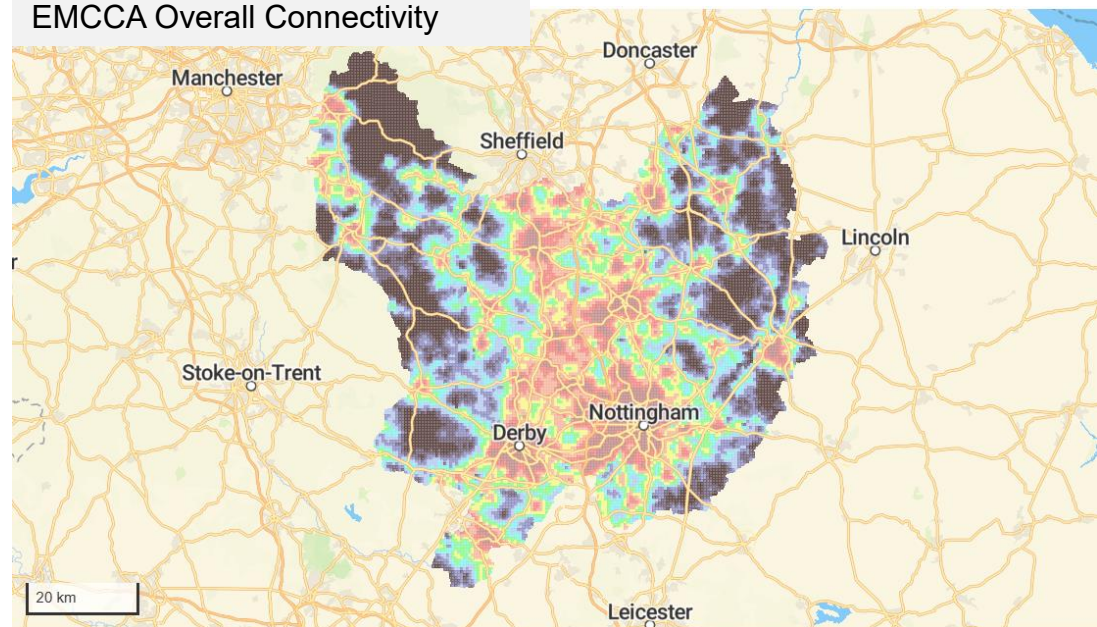 EMCCA Overall Connectivity
Doncaster
Manchester
Sheffield
Lincoln
r
Stoke-on-Trent
Nottingham
Derby
20 km
Leicester